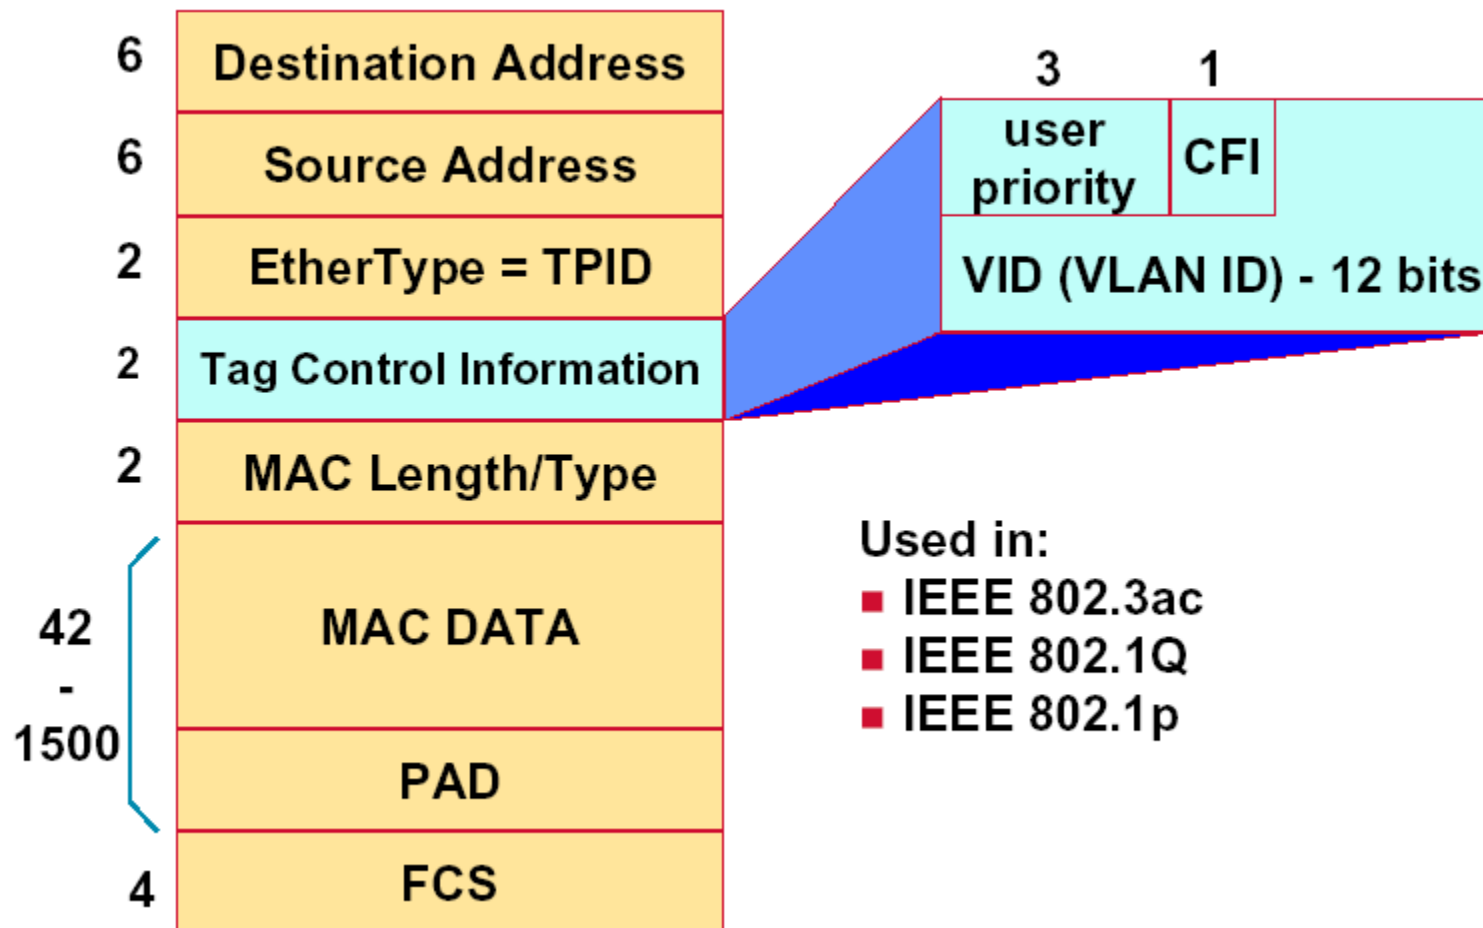 6
Destination Address
6
Source Address
2
EtherType = TPID
2
Tag Control Information
2
MAC Length/Type
42
-
1500
MAC DATA
PAD
4
FCS
3
1
user
priority
CFI
VID (VLAN ID) - 12 bits
Used in:
IEEE 802.3ac
IEEE 802.1Q
IEEE 802.1p